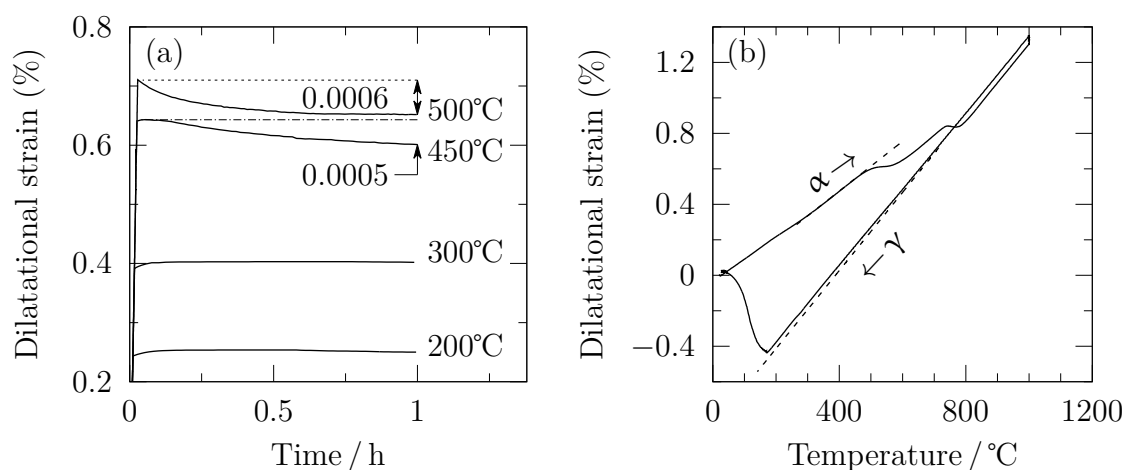 Dilatational strain (%)
0.8
0.6
0.4
0.2
(a)
0.0006
500°C
450°C
0.0005
300°C
200°C
0
0.5
1
Time / h
Dilatational strain (%)
1.2
0.8
0.4
0
−0.4
(b)
α →
← γ
0
400
800
1200
Temperature / °C